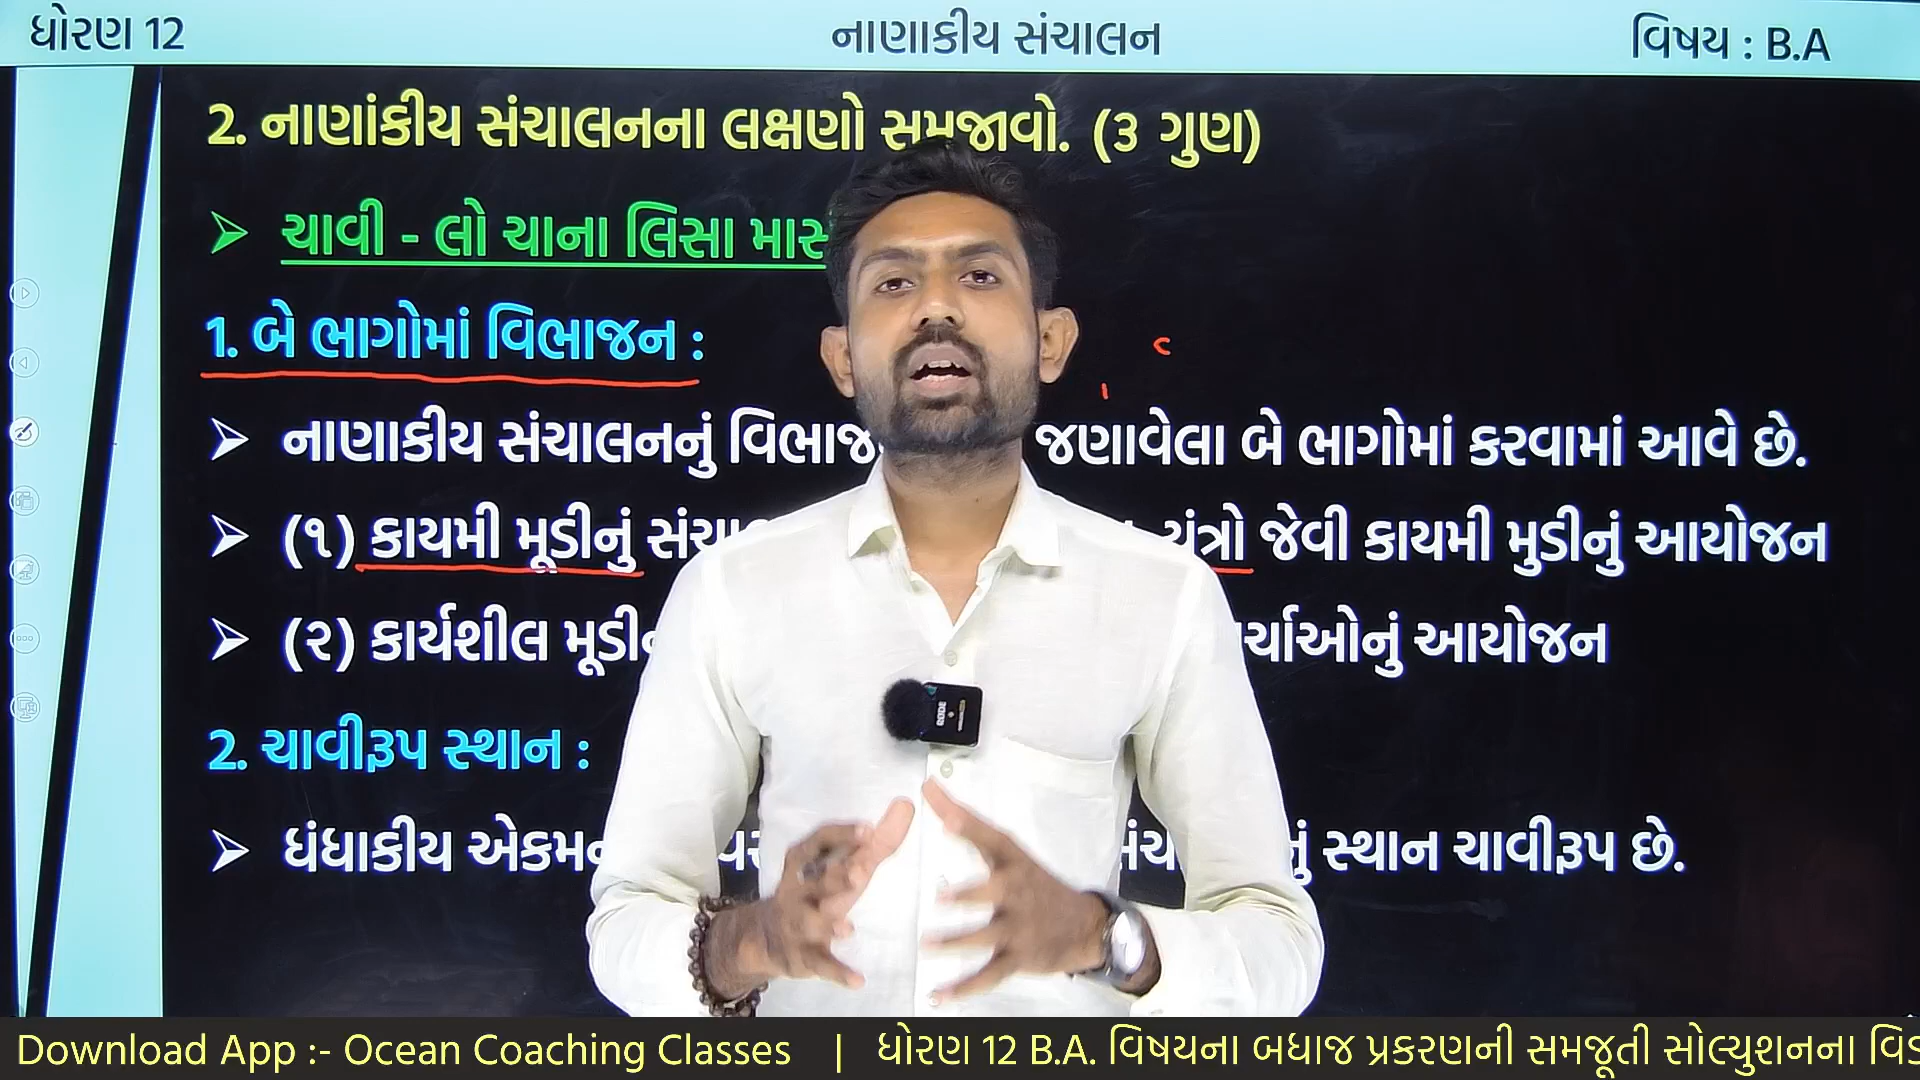 ધોરણ 12
નાણાકીય સંચાલન
વિષય : B.A
2. નાણાંકીય સંચાલનના લક્ષણો સમજાવો. (૩ ગુણ)
ચાવી - લો ચાના લિસા
1. બે ભાગોમાં વિભાજન :
નાણાકીય સંચાલનનું જણાવેલા બે ભાગોમાં કરવામાં આવે છે.
(૧) કાયમી મૂડીનું યંત્રો જેવી કાયમી મુડીનું આયોજન
(૨) કાર્યશીલ આયોજન
2. ચાવીરૂપ સ્થાન :
ધંધાકીય સ્થાન ચાવીરૂપ છે.
Download App :- Ocean Coaching Classes | ધોરણ 12 B.A. વિષયના બધાજ પ્રકરણની સમજૂતી સોલ્યુશનના